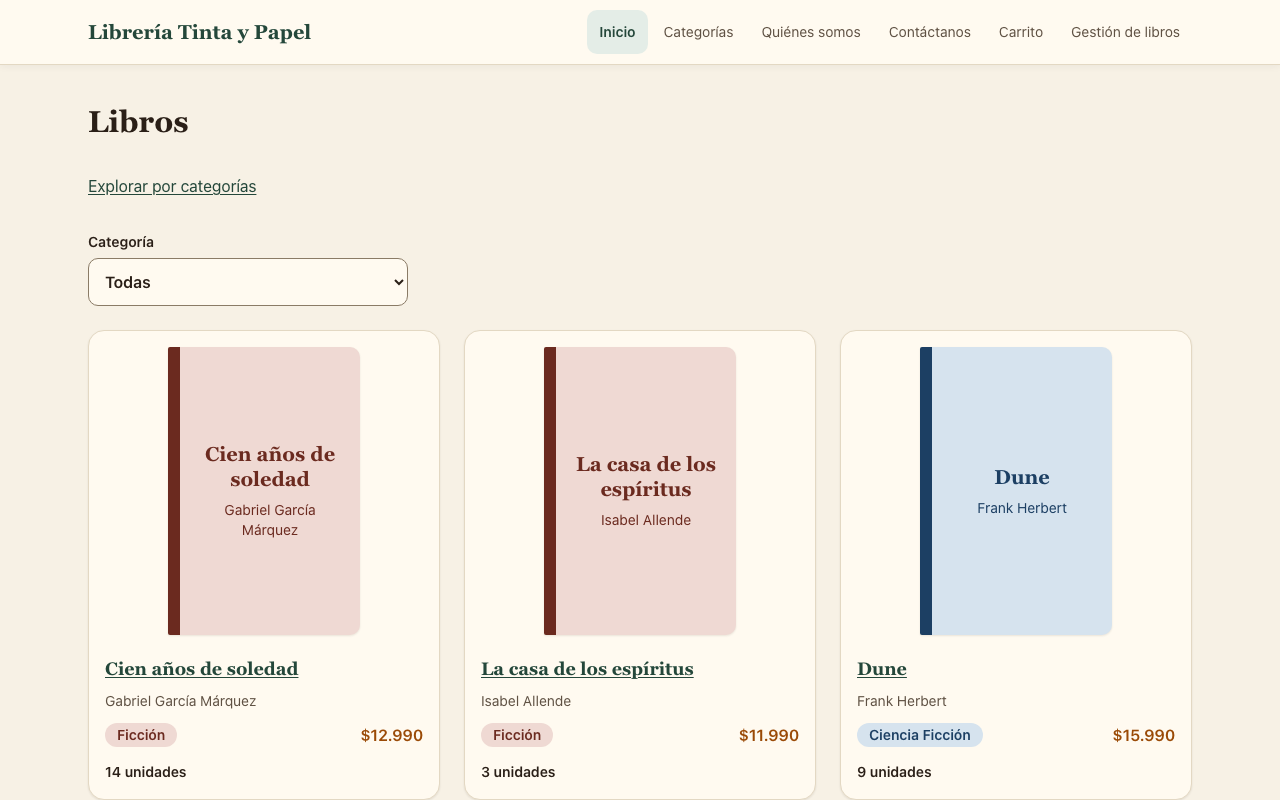 Librería Tinta y Papel
Inicio
Categorías
Quiénes somos
Contáctanos
Carrito
Gestión de libros
Libros
Explorar por categorías
Categoría
Todas
Cien años de
soledad
Gabriel García
Márquez
Cien años de soledad
Gabriel García Márquez
Ficción
$12.990
14 unidades
La casa de los
espíritus
Isabel Allende
La casa de los espíritus
Isabel Allende
Ficción
$11.990
3 unidades
Dune
Frank Herbert
Dune
Frank Herbert
Ciencia Ficción
$15.990
9 unidades